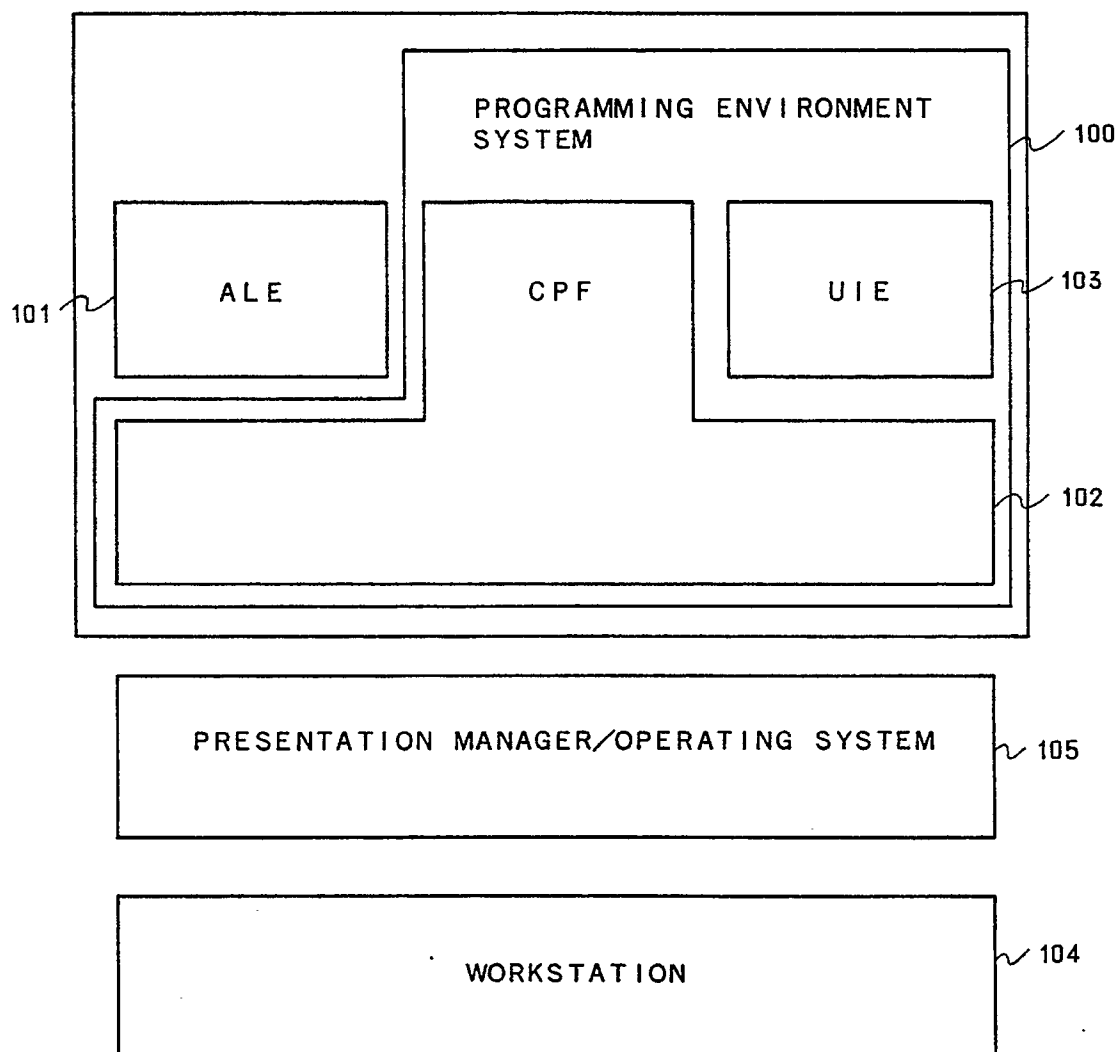 PROGRAMMING ENVIRONMENT
SYSTEM
100
ALE
CPF
UIE
101
103
102
PRESENTATION MANAGER/OPERATING SYSTEM
105
WORKSTATION
104